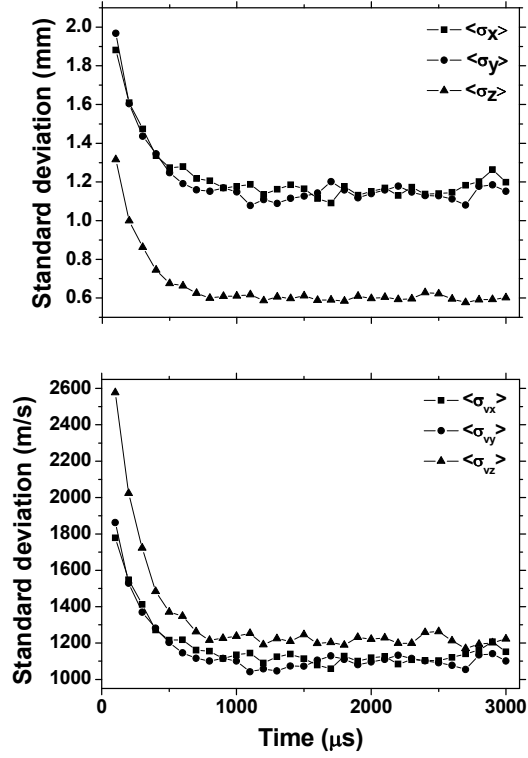 Standard deviation (mm)
2.0
1.8
1.6
1.4
1.2
1.0
0.8
0.6
<σx>
<σy>
<σz>
Standard deviation (m/s)
2600
2400
2200
2000
1800
1600
1400
1200
1000
<σvx>
<σvy>
<σvz>
0 1000 2000 3000
Time (μs)